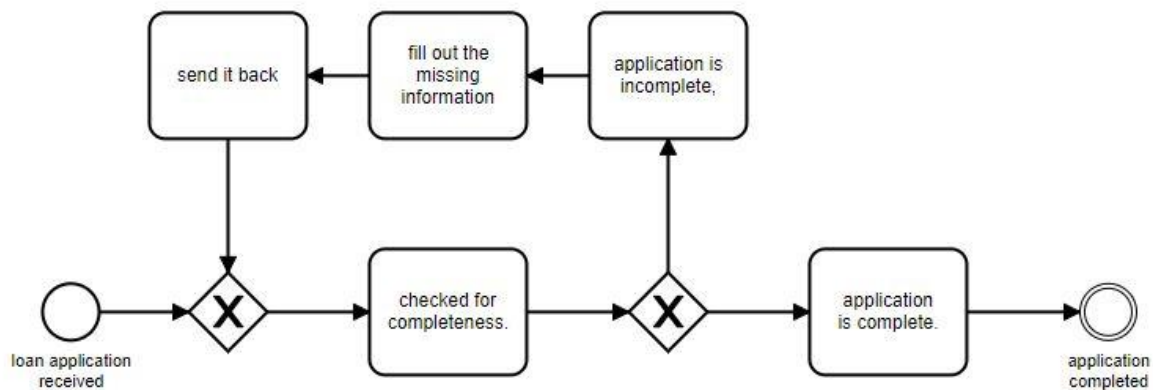 send it back
fill out the
missing
information
application is
incomplete,
loan application
received
X
checked for
completeness.
X
application
is complete.
application
completed